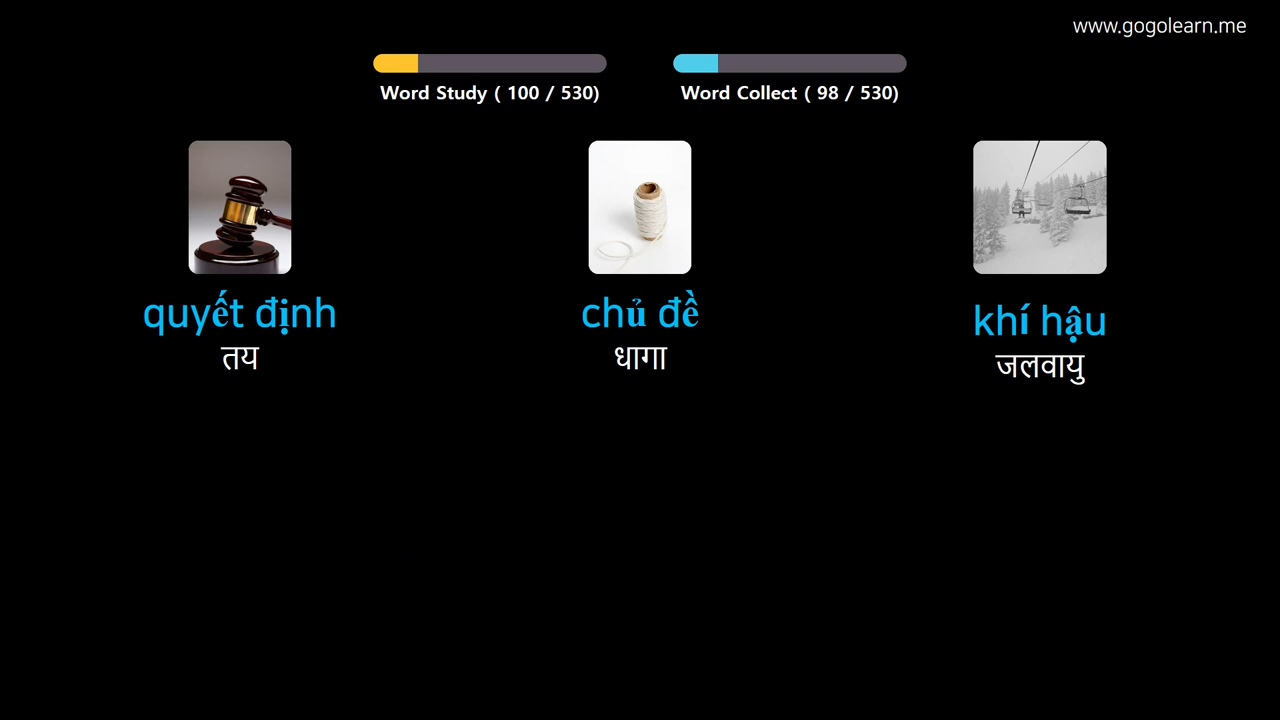 www.gogolearn.me
Word Study ( 100 / 530)
Word Collect ( 98 / 530)
quyết định
तय
chủ đề
धागा
khí hậu
जलवायु